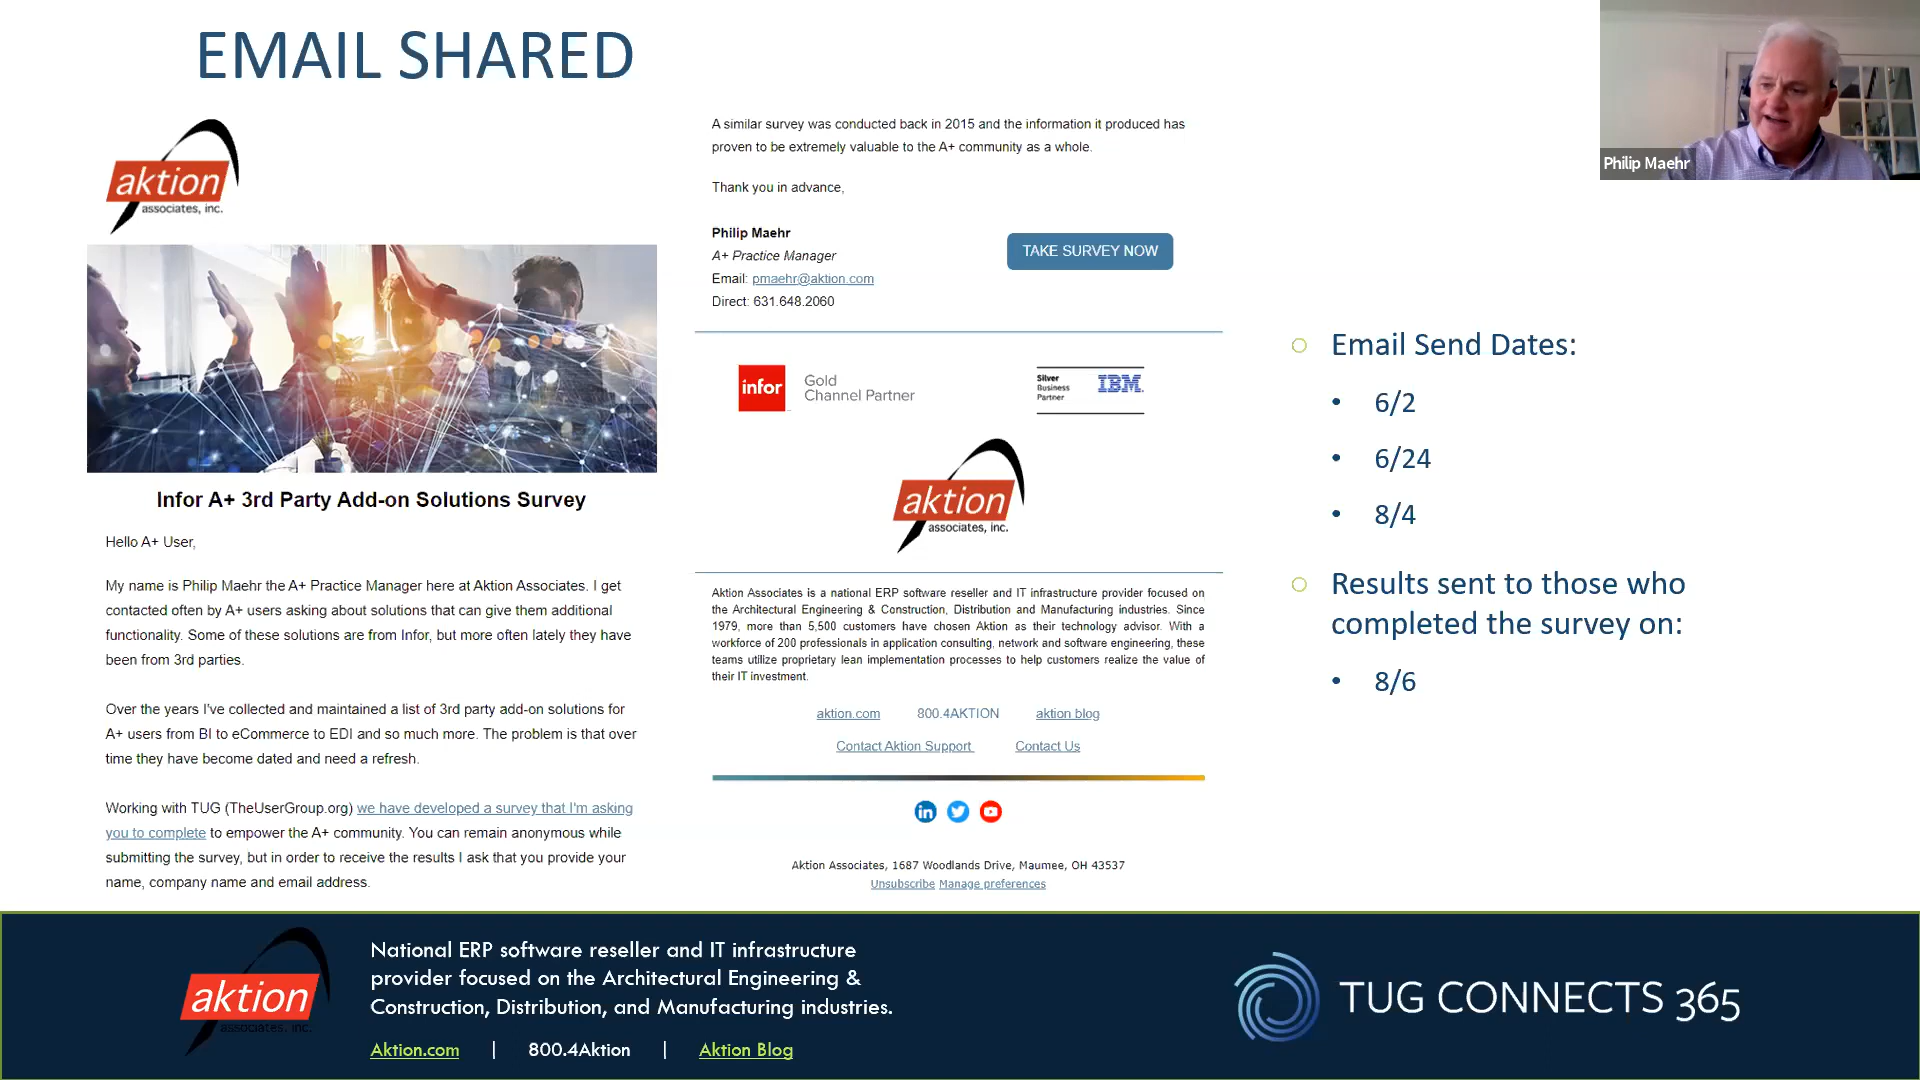 EMAIL SHARED
aktion
associates, inc.
Infor A+ 3rd Party Add-on Solutions Survey
Hello A+ User,
My name is Philip Maehr the A+ Practice Manager here at Aktion Associates. I get
contacted often by A+ users asking about solutions that can give them additional
functionality. Some of these solutions are from Infor, but more often lately they have
been from 3rd parties.
Over the years I've collected and maintained a list of 3rd party add-on solutions for
A+ users from BI to eCommerce to EDI and so much more. The problem is that over
time they have become dated and need a refresh.
Working with TUG (TheUserGroup.org) we have developed a survey that I'm asking
you to complete to empower the A+ community. You can remain anonymous while
submitting the survey, but in order to receive the results I ask that you provide your
name, company name and email address.
A similar survey was conducted back in 2015 and the information it produced has
proven to be extremely valuable to the A+ community as a whole.
Thank you in advance,
Philip Maehr
A+ Practice Manager
Email: pmaehr@aktion.com
Direct: 631.648.2060
TAKE SURVEY NOW
infor
Gold
Channel Partner
Silver
Business
Partner
IBM
aktion
associates, inc.
Aktion Associates is a national ERP software reseller and IT infrastructure provider focused on
the Architectural Engineering & Construction, Distribution and Manufacturing industries. Since
1979, more than 5,500 customers have chosen Aktion as their technology advisor. With a
workforce of 200 professionals in application consulting, network and software engineering, these
teams utilize proprietary lean implementation processes to help customers realize the value of
their IT investment.
aktion.com 800.4AKTION aktion blog
Contact Aktion Support Contact Us
in
Aktion Associates, 1687 Woodlands Drive, Maumee, OH 43537
Unsubscribe Manage preferences
Email Send Dates:
6/2
6/24
8/4
Results sent to those who
completed the survey on:
8/6
Philip Maehr
aktion
associates, inc.
National ERP software reseller and IT infrastructure
provider focused on the Architectural Engineering &
Construction, Distribution, and Manufacturing industries.
Aktion.com | 800.4Aktion | Aktion Blog
TUG CONNECTS 365